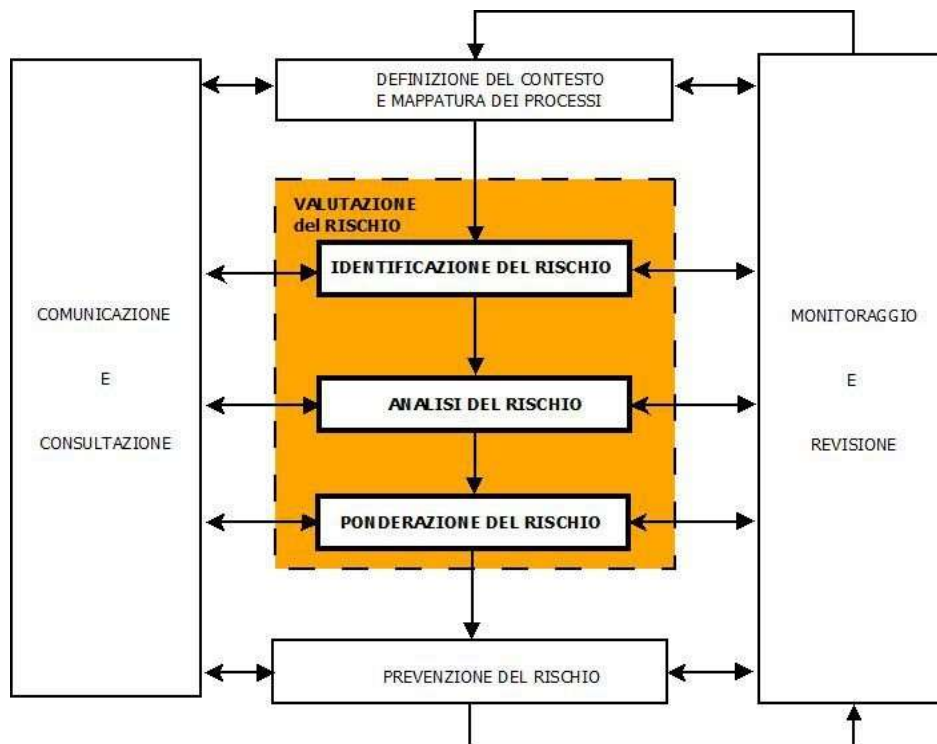 DEFINIZIONE DEL CONTESTO
E MAPPATURA DEI PROCESSI
VALUTAZIONE
del RISCHIO
IDENTIFICAZIONE DEL RISCHIO
COMUNICAZIONE
E
CONSULTAZIONE
ANALISI DEL RISCHIO
PONDERAZIONE DEL RISCHIO
MONITORAGGIO
E
REVISIONE
PREVENZIONE DEL RISCHIO